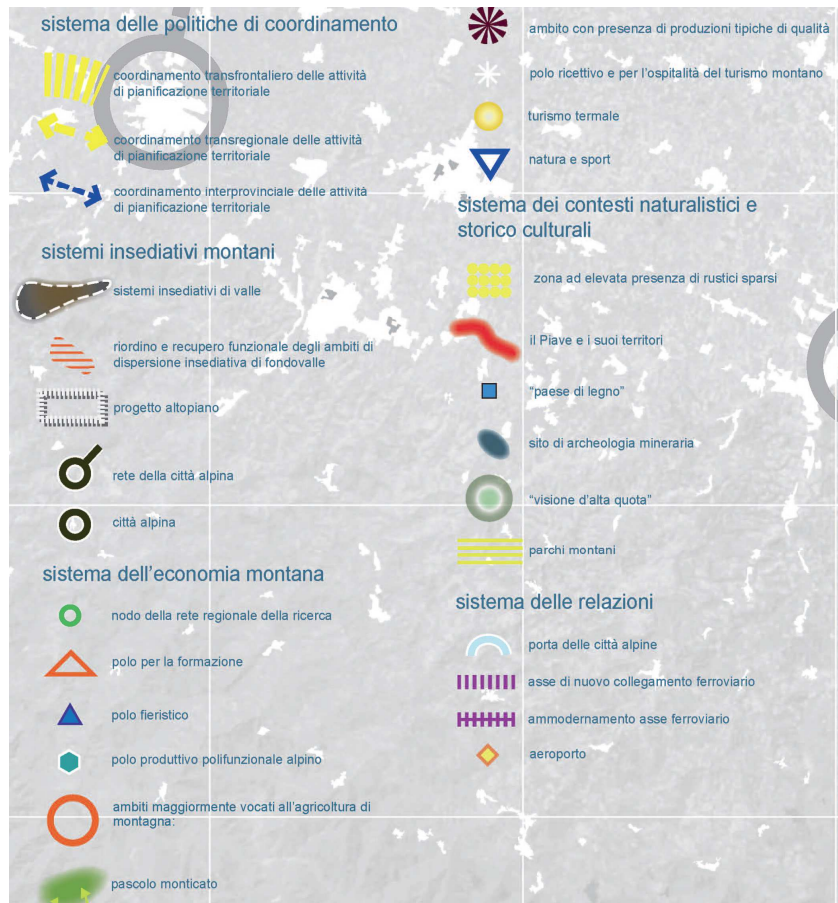 sistema delle politiche di coordinamento
coordinamento transfrontaliero delle attività
di pianificazione territoriale
coordinamento transregionale delle attività
di pianificazione territoriale
coordinamento interprovinciale delle attività
di pianificazione territoriale
sistemi insediativi montani
sistemi insediativi di valle
riordino e recupero funzionale degli ambiti di
dispersione insediativa di fondovalle
progetto altopiano
rete della città alpina
città alpina
sistema dell'economia montana
nodo della rete regionale della ricerca
polo per la formazione
polo fieristico
polo produttivo polifunzionale alpino
ambiti maggiormente vocati all'agricoltura di
montagna:
pascolo monticato
ambito con presenza di produzioni tipiche di qualità
polo ricettivo e per l'ospitalità del turismo montano
turismo termale
natura e sport
sistema dei contesti naturalistici e
storico culturali
zona ad elevata presenza di rustici sparsi
il Piave e i suoi territori
"paese di legno"
sito di archeologia mineraria
"visione d'alta quota"
parchi montani
sistema delle relazioni
porta delle città alpine
asse di nuovo collegamento ferroviario
ammodernamento asse ferroviario
aeroporto